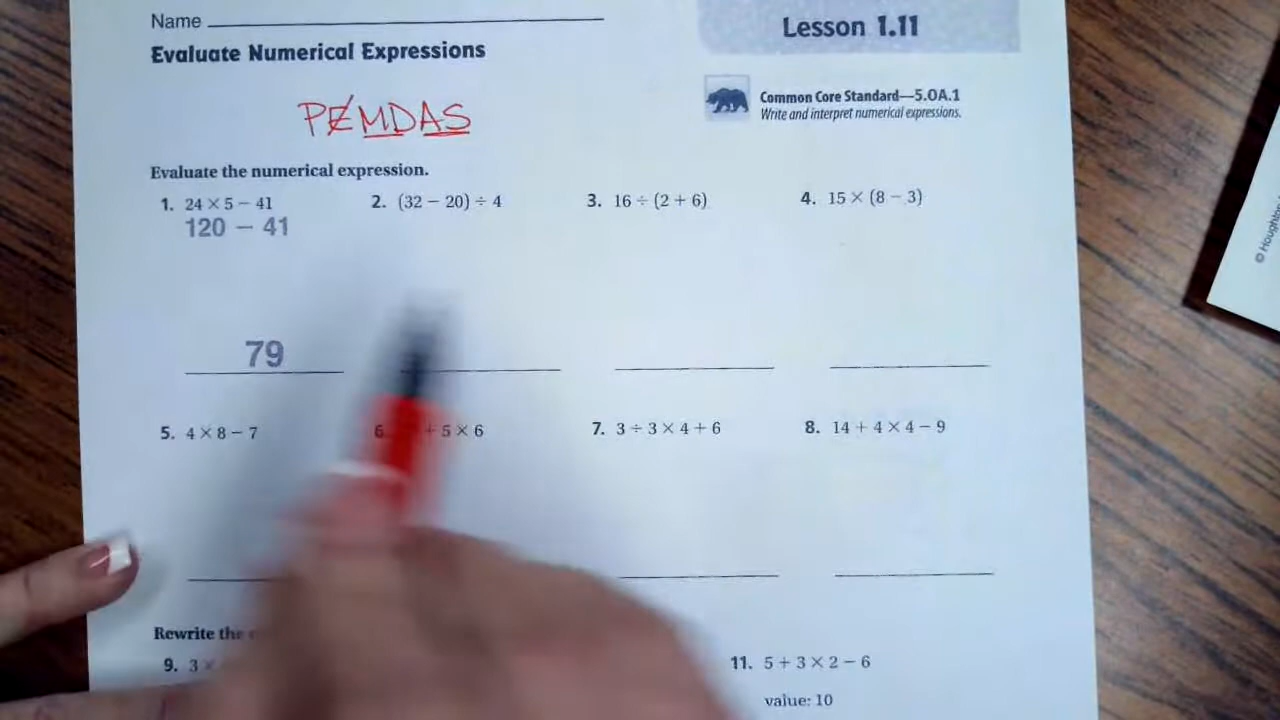 Name
Lesson 1.11
Evaluate Numerical Expressions
Common Core Standard—5.OA.1
Write and interpret numerical expressions.
PEMDAS
Evaluate the numerical expression.
1. 24 × 5 − 41
120 − 41
79
2. (32 − 20) ÷ 4
3. 16 ÷ (2 + 6)
4. 15 × (8 − 3)
5. 4 × 8 − 7
6. + 5 × 6
7. 3 ÷ 3 × 4 + 6
8. 14 + 4 × 4 − 9
Rewrite the
9. 3 ×
11. 5 + 3 × 2 − 6
value: 10